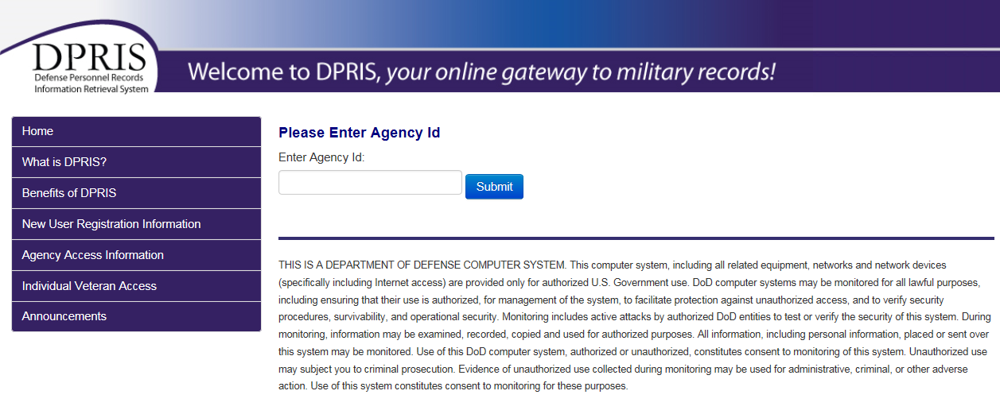 DPRIS
Defense Personnel Records
Information Retrieval System
Welcome to DPRIS, your online gateway to military records!
Home
What is DPRIS?
Benefits of DPRIS
New User Registration Information
Agency Access Information
Individual Veteran Access
Announcements
Please Enter Agency Id
Enter Agency Id:
Submit
THIS IS A DEPARTMENT OF DEFENSE COMPUTER SYSTEM. This computer system, including all related equipment, networks and network devices
(specifically including Internet access) are provided only for authorized U.S. Government use. DoD computer systems may be monitored for all lawful purposes,
including ensuring that their use is authorized, for management of the system, to facilitate protection against unauthorized access, and to verify security
procedures, survivability, and operational security. Monitoring includes active attacks by authorized DoD entities to test or verify the security of this system. During
monitoring, information may be examined, recorded, copied and used for authorized purposes. All information, including personal information, placed or sent over
this system may be monitored. Use of this DoD computer system, authorized or unauthorized, constitutes consent to monitoring of this system. Unauthorized use
may subject you to criminal prosecution. Evidence of unauthorized use collected during monitoring may be used for administrative, criminal, or other adverse
action. Use of this system constitutes consent to monitoring for these purposes.